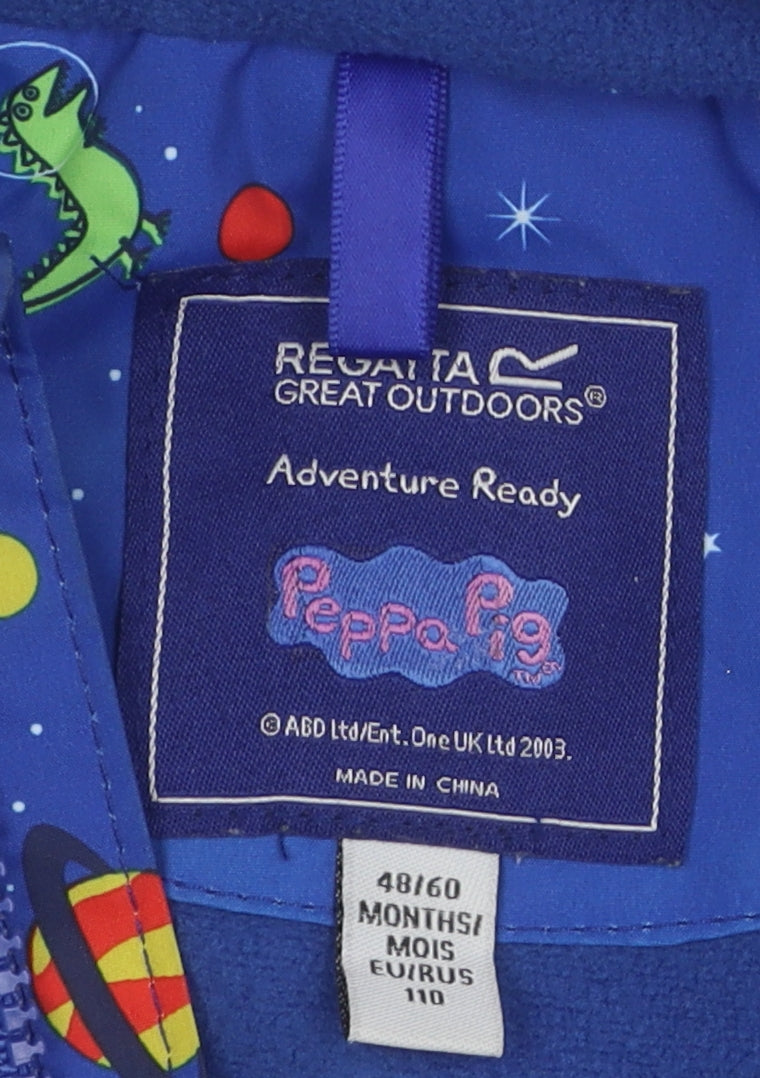 REGATTA
GREAT OUTDOORS®
Adventure Ready
Peppa Pig
© ABD Ltd/Ent. One UK Ltd 2003.
MADE IN CHINA
48/60
MONTHS/
MOIS
EU/RUS
110